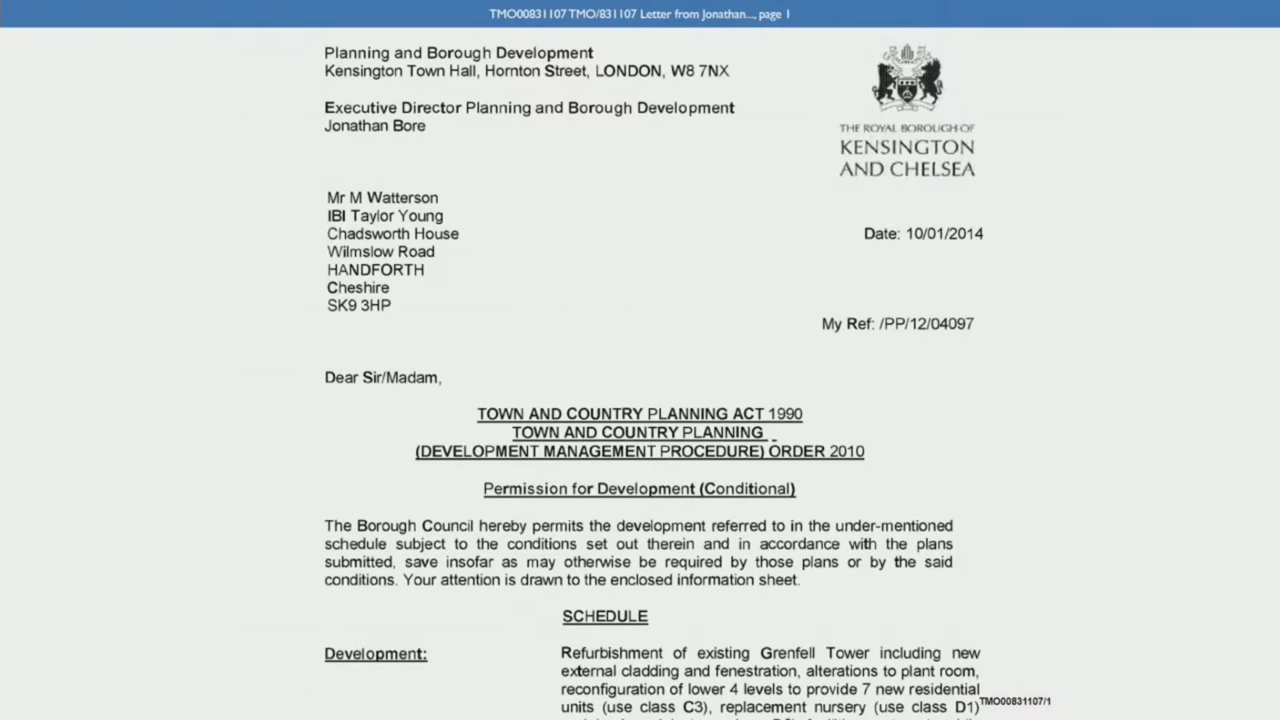 TMO00831107 TMO/831107 Letter from Jonathan..., page 1
Planning and Borough Development
Kensington Town Hall, Hornton Street, LONDON, W8 7NX
Executive Director Planning and Borough Development
Jonathan Bore
THE ROYAL BOROUGH OF
KENSINGTON
AND CHELSEA
Mr M Watterson
IBI Taylor Young
Chadsworth House
Wilmslow Road
HANDFORTH
Cheshire
SK9 3HP
Date: 10/01/2014
My Ref: /PP/12/04097
Dear Sir/Madam,
TOWN AND COUNTRY PLANNING ACT 1990
TOWN AND COUNTRY PLANNING
(DEVELOPMENT MANAGEMENT PROCEDURE) ORDER 2010
Permission for Development (Conditional)
The Borough Council hereby permits the development referred to in the under-mentioned
schedule subject to the conditions set out therein and in accordance with the plans
submitted, save insofar as may otherwise be required by those plans or by the said
conditions. Your attention is drawn to the enclosed information sheet.
SCHEDULE
Development:
Refurbishment of existing Grenfell Tower including new
external cladding and fenestration, alterations to plant room,
reconfiguration of lower 4 levels to provide 7 new residential
units (use class C3), replacement nursery (use class D1)
TMO00831107/1